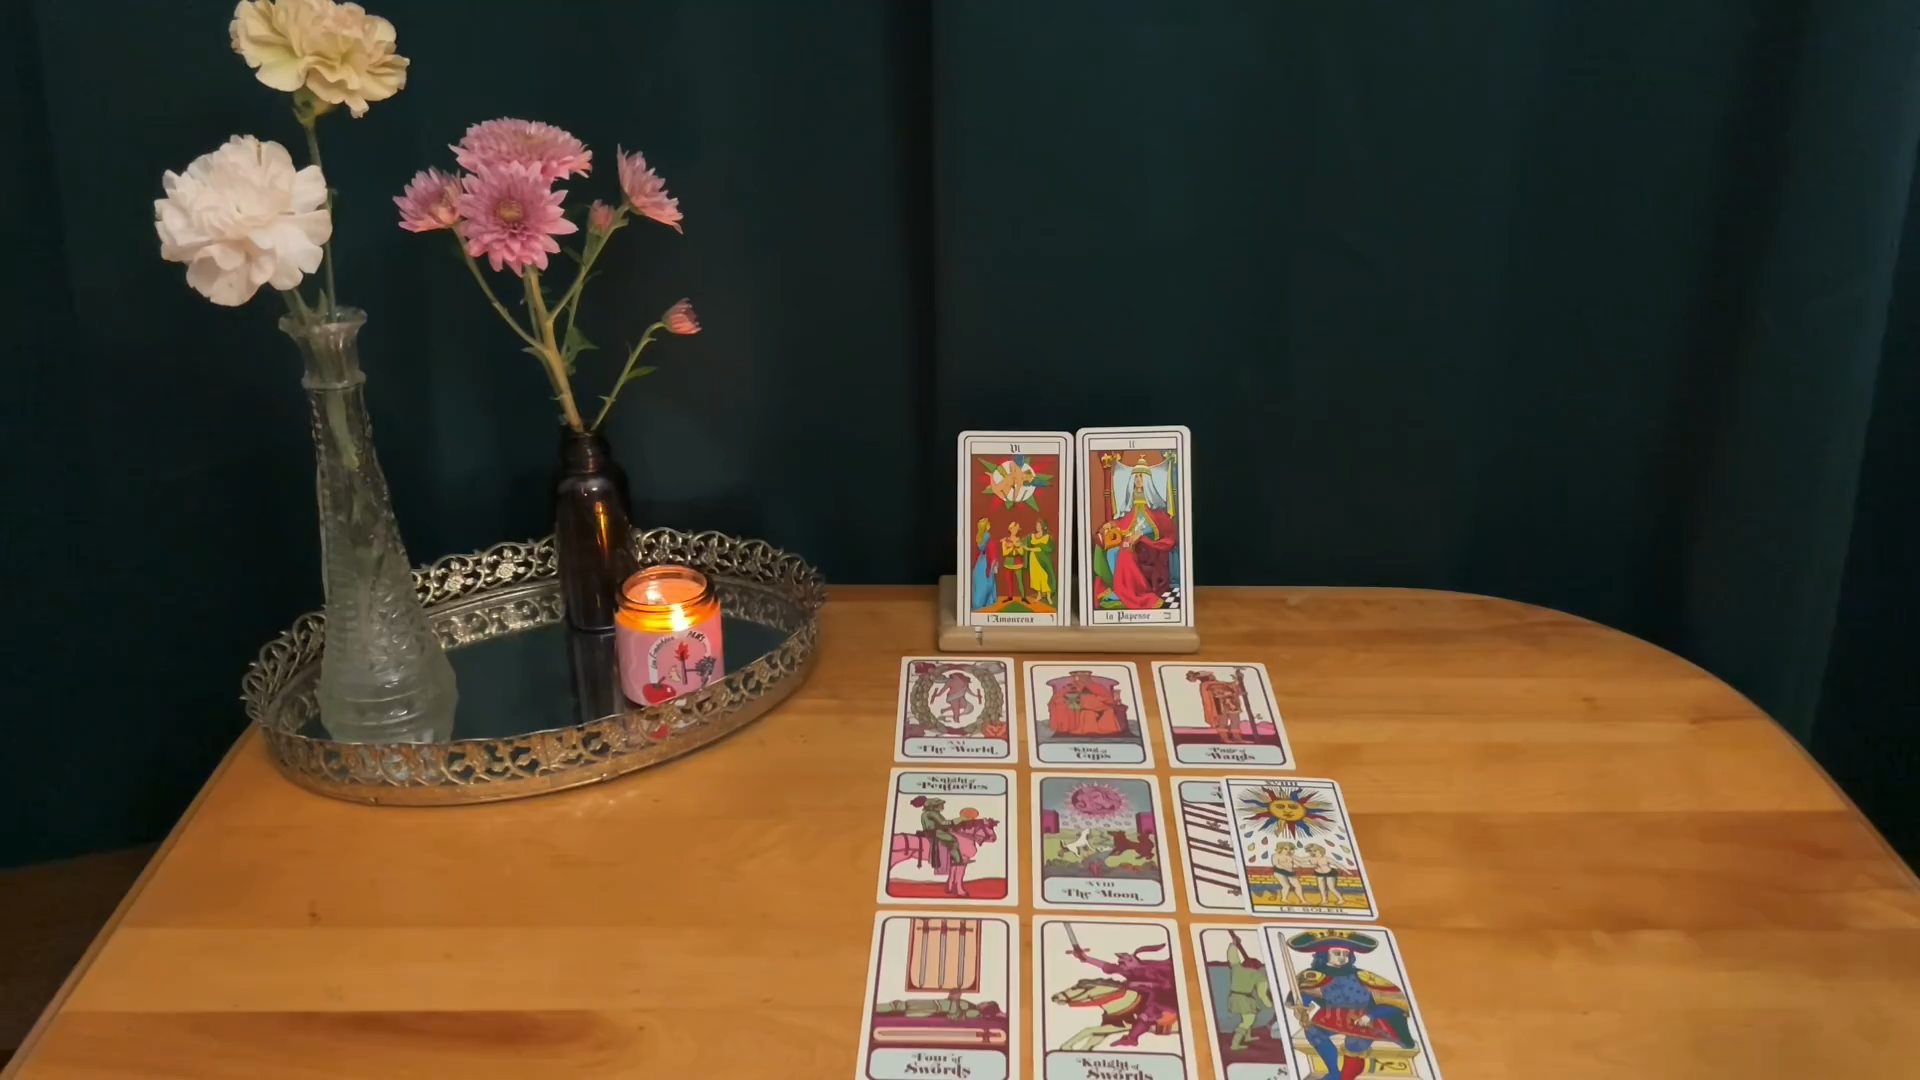 VI
II
l'Amoureux
la Papesse
XXI
The World
King of
Cups
Page of
Wands
Knight of
Pentacles
XVIII
The Moon
XVIIII
LE SOLEIL
Four of
Swords
Knight of
Swords
S